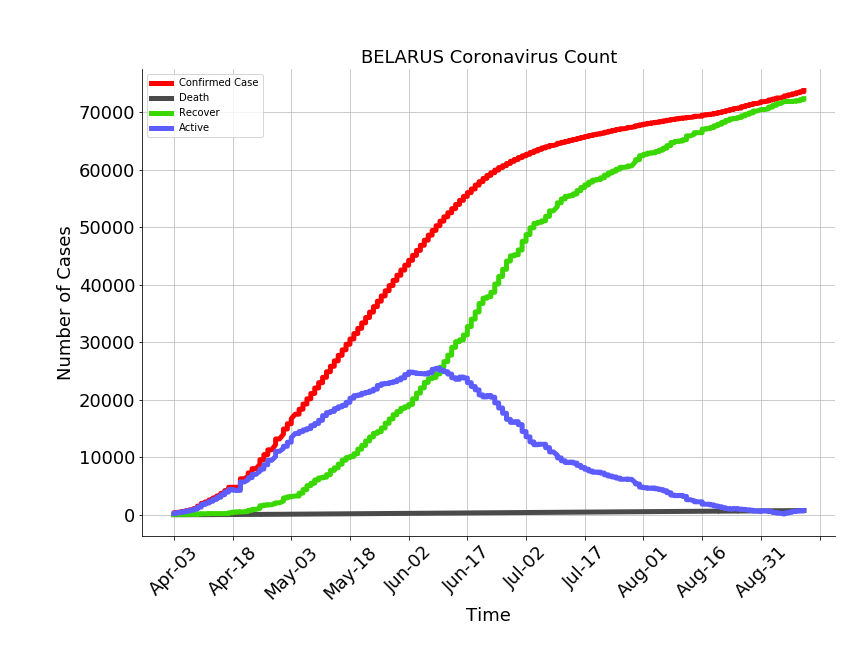 BELARUS Coronavirus Count
Confirmed Case
Death
Recover
Active
Number of Cases
70000
60000
50000
40000
30000
20000
10000
0
Apr-03
Apr-18
May-03
May-18
Jun-02
Jun-17
Jul-02
Jul-17
Aug-01
Aug-16
Aug-31
Time